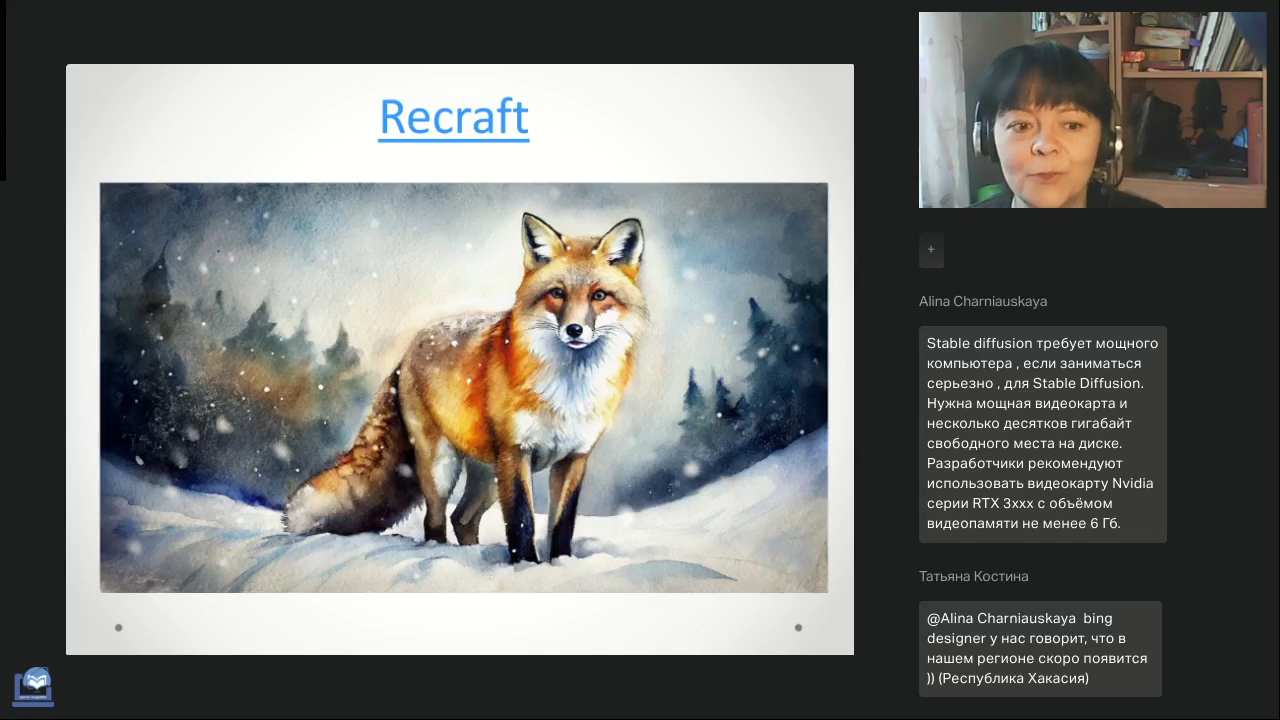 Recraft
+
Alina Charniauskaya
Stable diffusion требует мощного
компьютера , если заниматься
серьезно , для Stable Diffusion.
Нужна мощная видеокарта и
несколько десятков гигабайт
свободного места на диске.
Разработчики рекомендуют
использовать видеокарту Nvidia
серии RTX 3xxx с объёмом
видеопамяти не менее 6 Гб.
Татьяна Костина
@Alina Charniauskaya  bing
designer у нас говорит, что в
нашем регионе скоро появится
)) (Республика Хакасия)